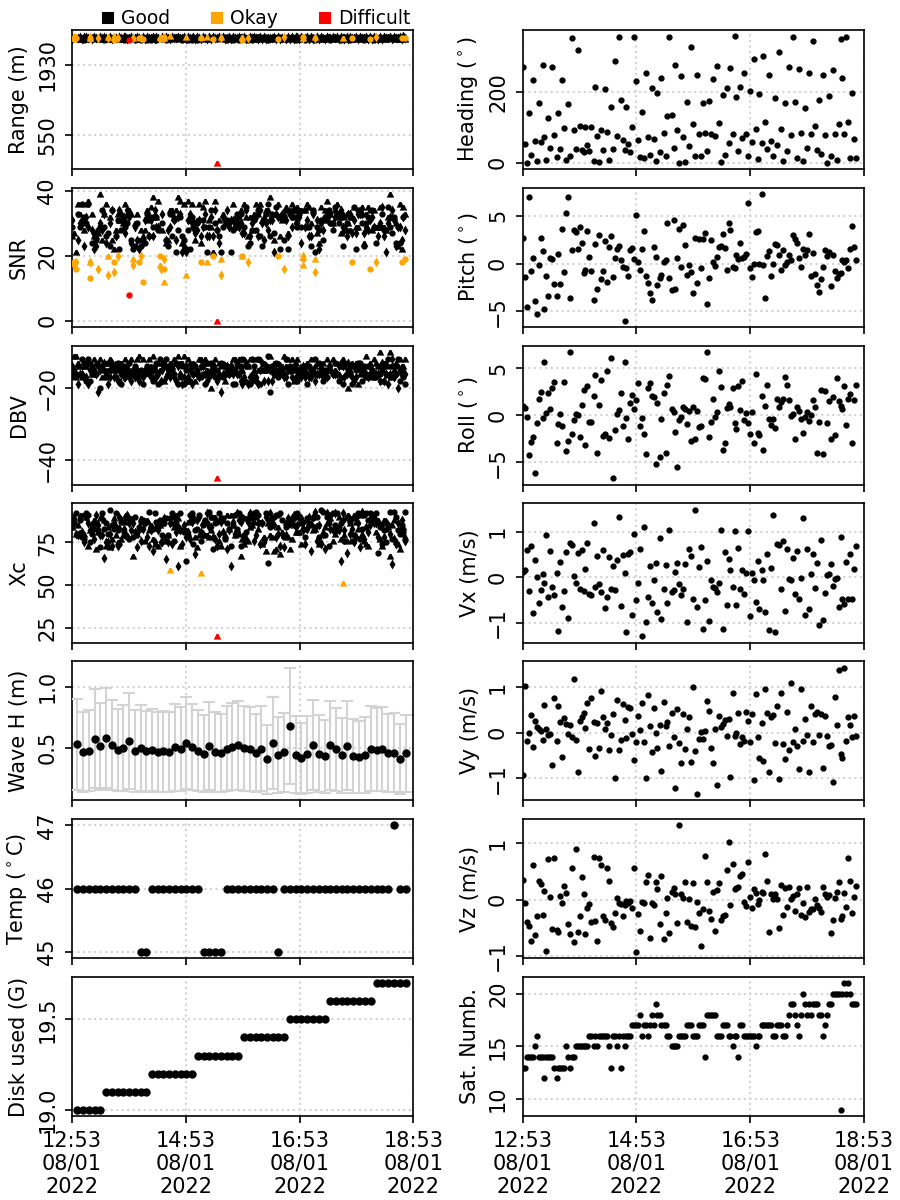 Good Okay Difficult
Range (m)
1930
550
Heading (°)
200
0
SNR
40
20
0
Pitch (°)
5
0
−5
DBV
−20
−40
Roll (°)
5
0
−5
Xc
75
50
25
Vx (m/s)
1
0
−1
Wave H (m)
1.0
0.5
Vy (m/s)
1
0
−1
Temp (°C)
47
46
45
Vz (m/s)
1
0
−1
Disk used (G)
19.5
19.0
Sat. Numb.
20
15
10
12:53 14:53 16:53 18:53
08/01 08/01 08/01 08/01
2022 2022 2022 2022
12:53 14:53 16:53 18:53
08/01 08/01 08/01 08/01
2022 2022 2022 2022